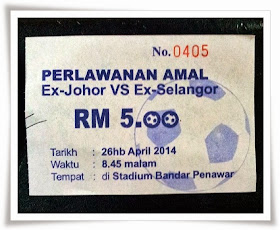 No. 0405
PERLAWANAN AMAL
Ex-Johor VS Ex-Selangor
RM 5.00
Tarikh : 26hb April 2014
Waktu : 8.45 malam
Tempat : di Stadium Bandar Penawar